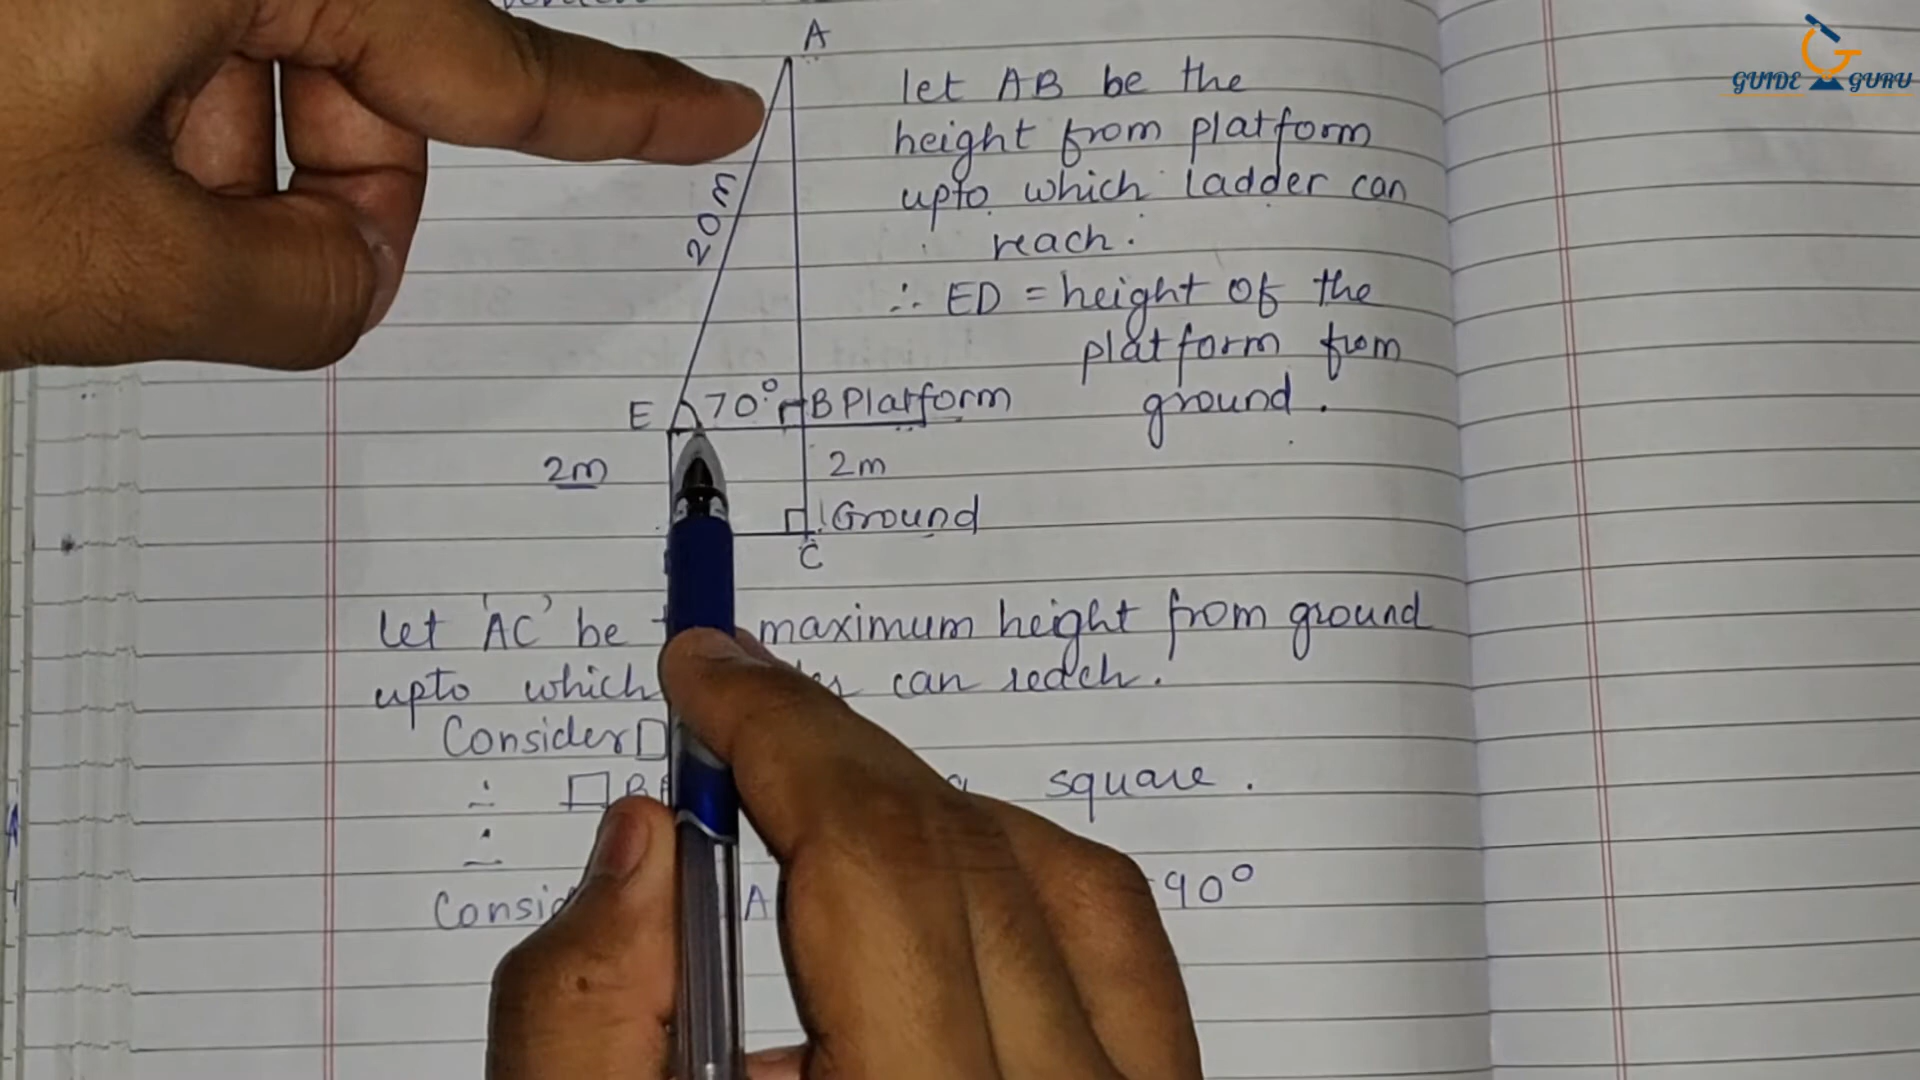 A
let AB be the
height from platform
upto which ladder can
reach.
∴ ED = height of the
platform from
ground.
20m
E 70° B Platform
2m 2m
Ground
C
let 'AC' be maximum height from ground
upto which can reach.
Consider □
∴ □ square.
∴
A 90°
GUIDE GURU